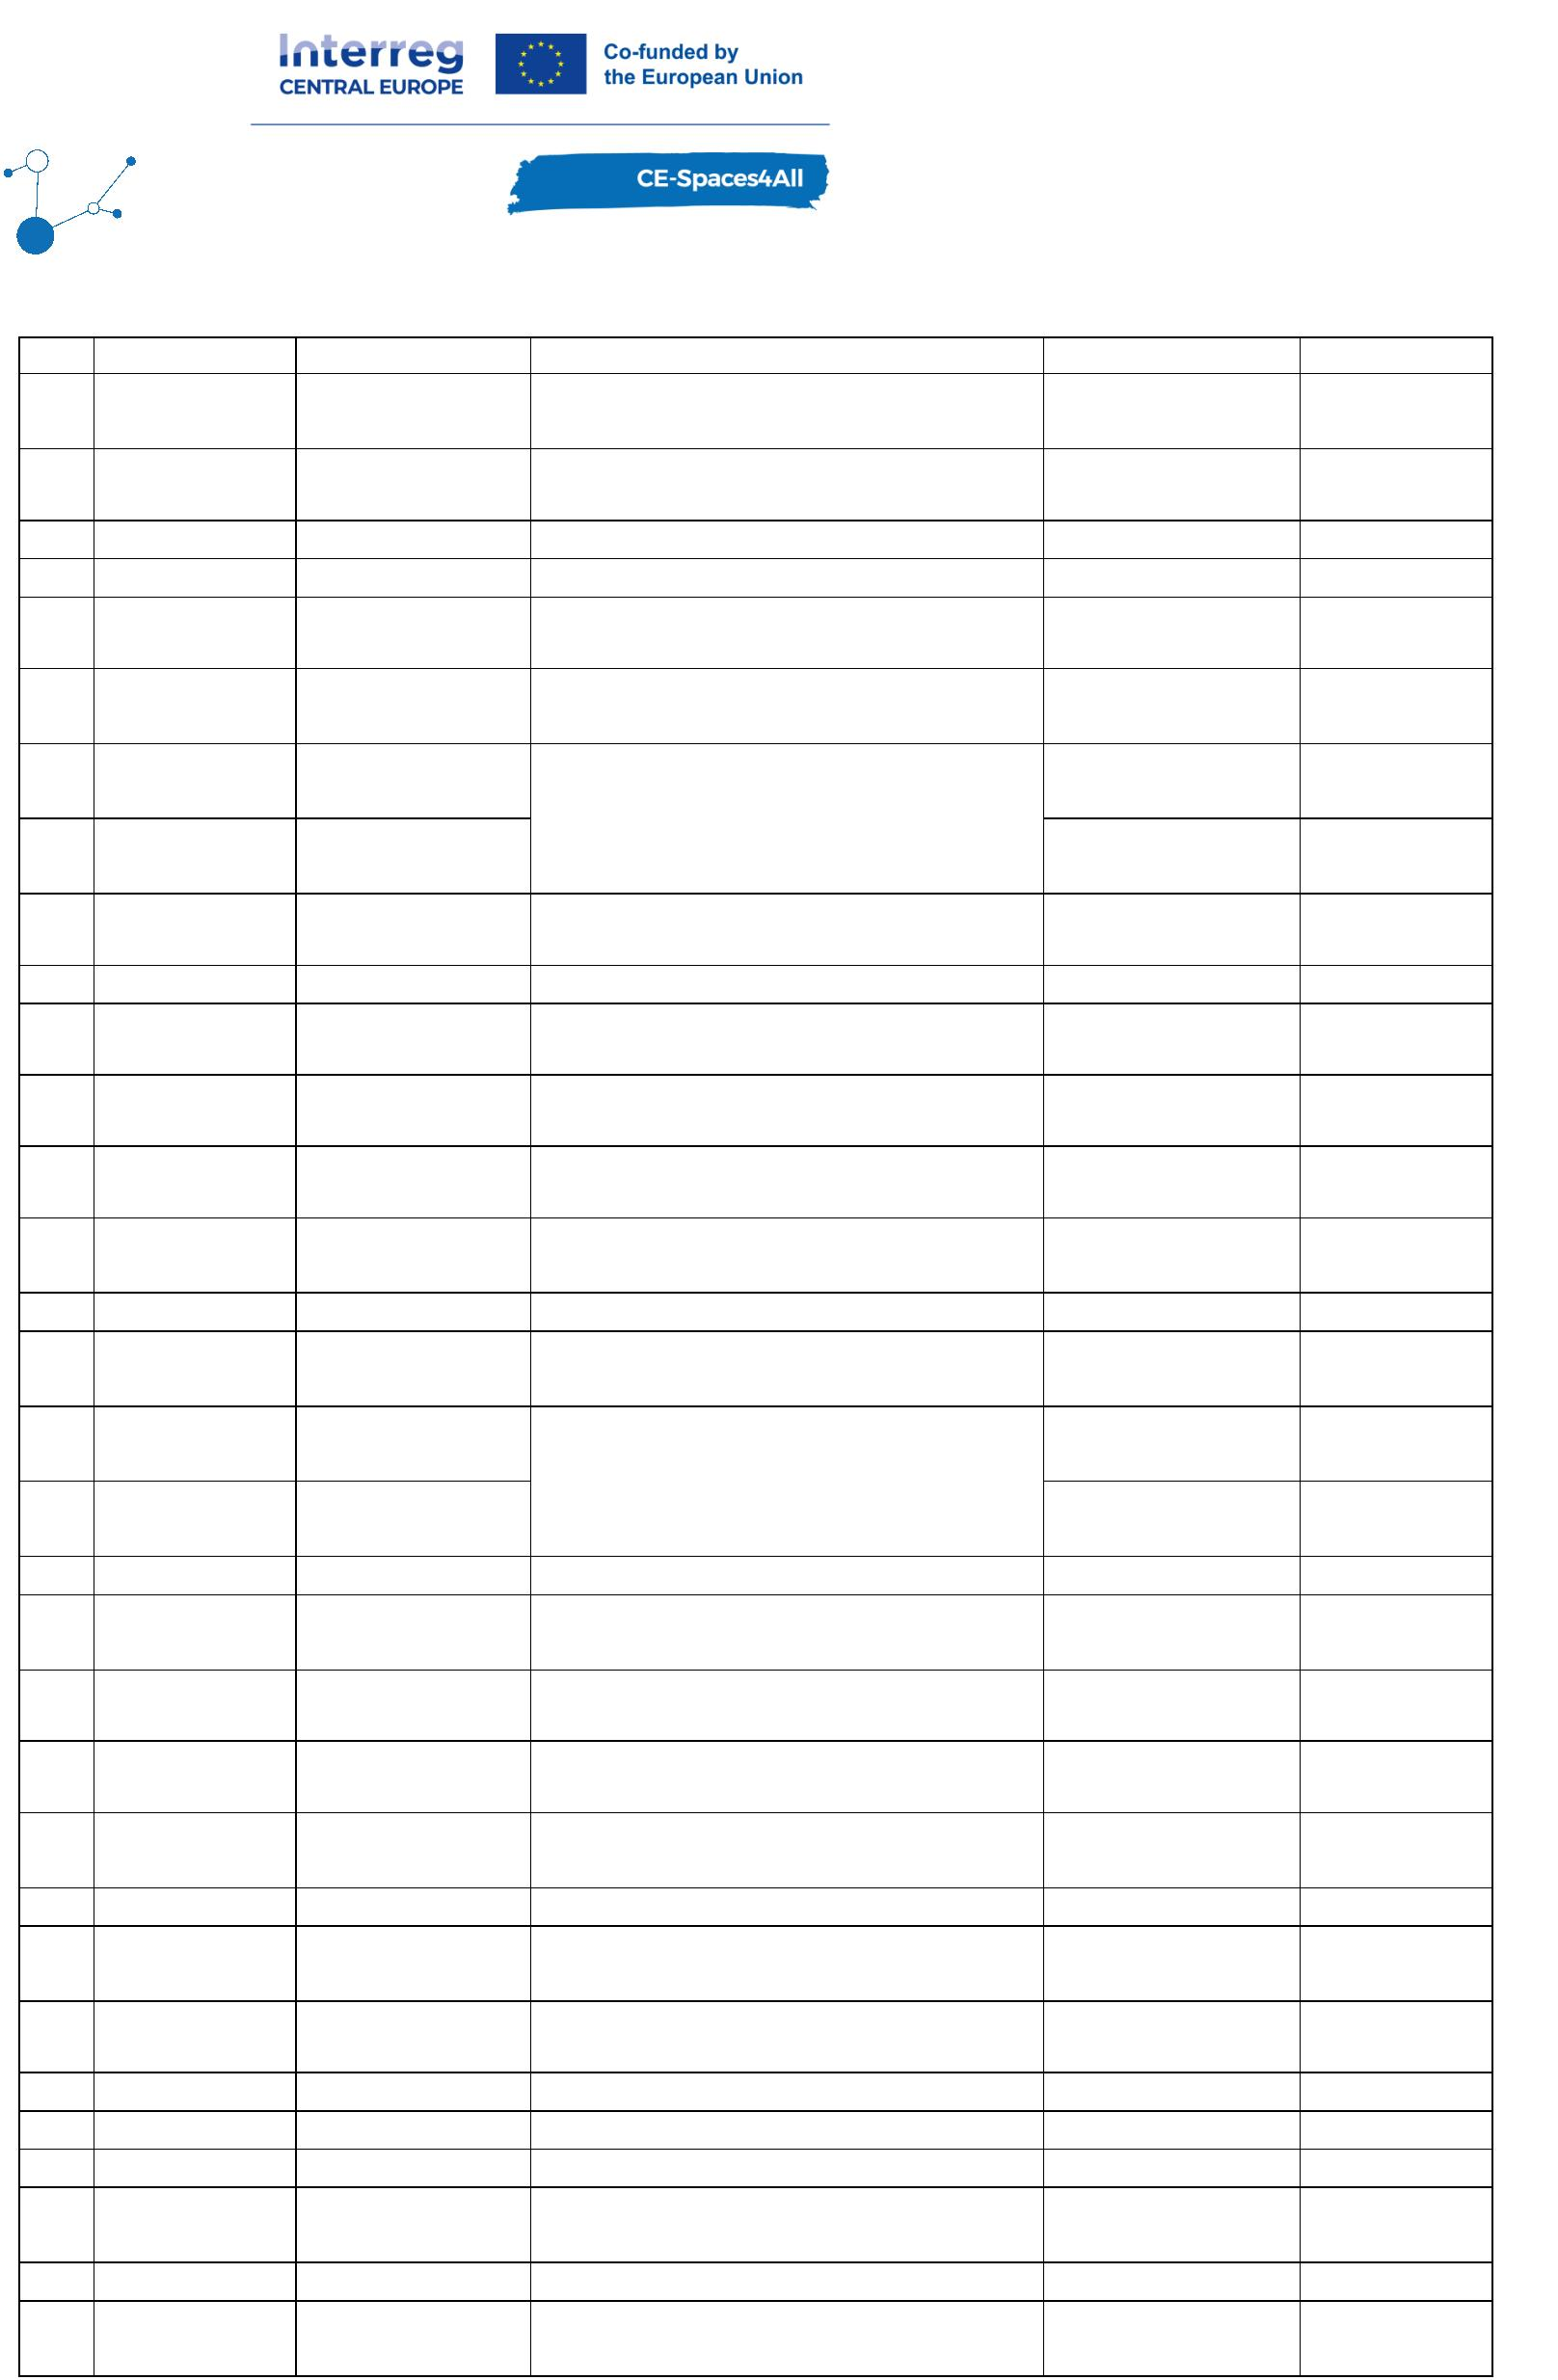 Interreg
CENTRAL EUROPE
Co-funded by
the European Union
CE-Spaces4All